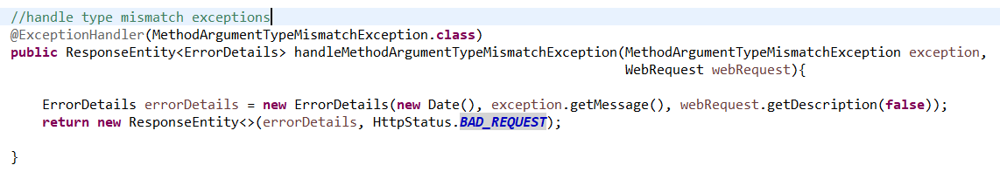 //handle type mismatch exceptions
@ExceptionHandler(MethodArgumentTypeMismatchException.class)
public ResponseEntity<ErrorDetails> handleMethodArgumentTypeMismatchException(MethodArgumentTypeMismatchException exception,
WebRequest webRequest){
ErrorDetails errorDetails = new ErrorDetails(new Date(), exception.getMessage(), webRequest.getDescription(false));
return new ResponseEntity<>(errorDetails, HttpStatus.BAD_REQUEST);
}